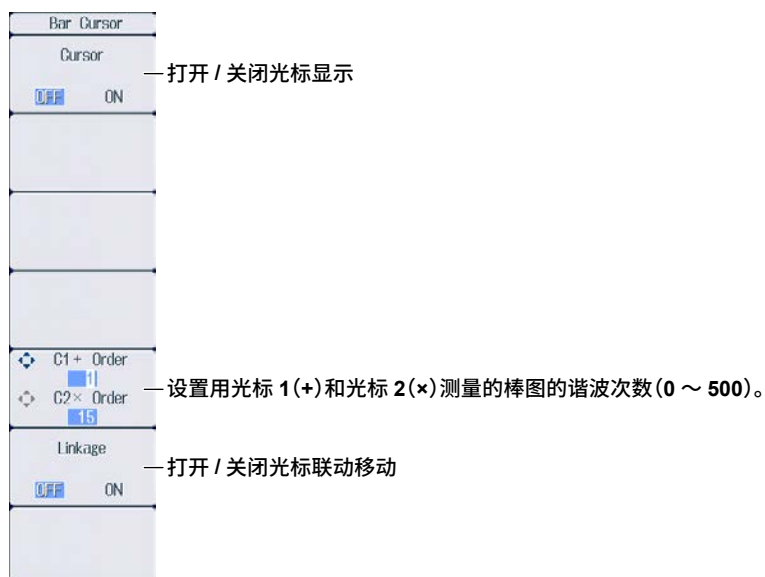 Bar Cursor
Cursor
打开 / 关闭光标显示
OFF ON
C1 + Order
1
设置用光标 1(+)和光标 2(×)测量的棒图的谐波次数(0 ～ 500)。
C2 × Order
15
Linkage
打开 / 关闭光标联动移动
OFF ON